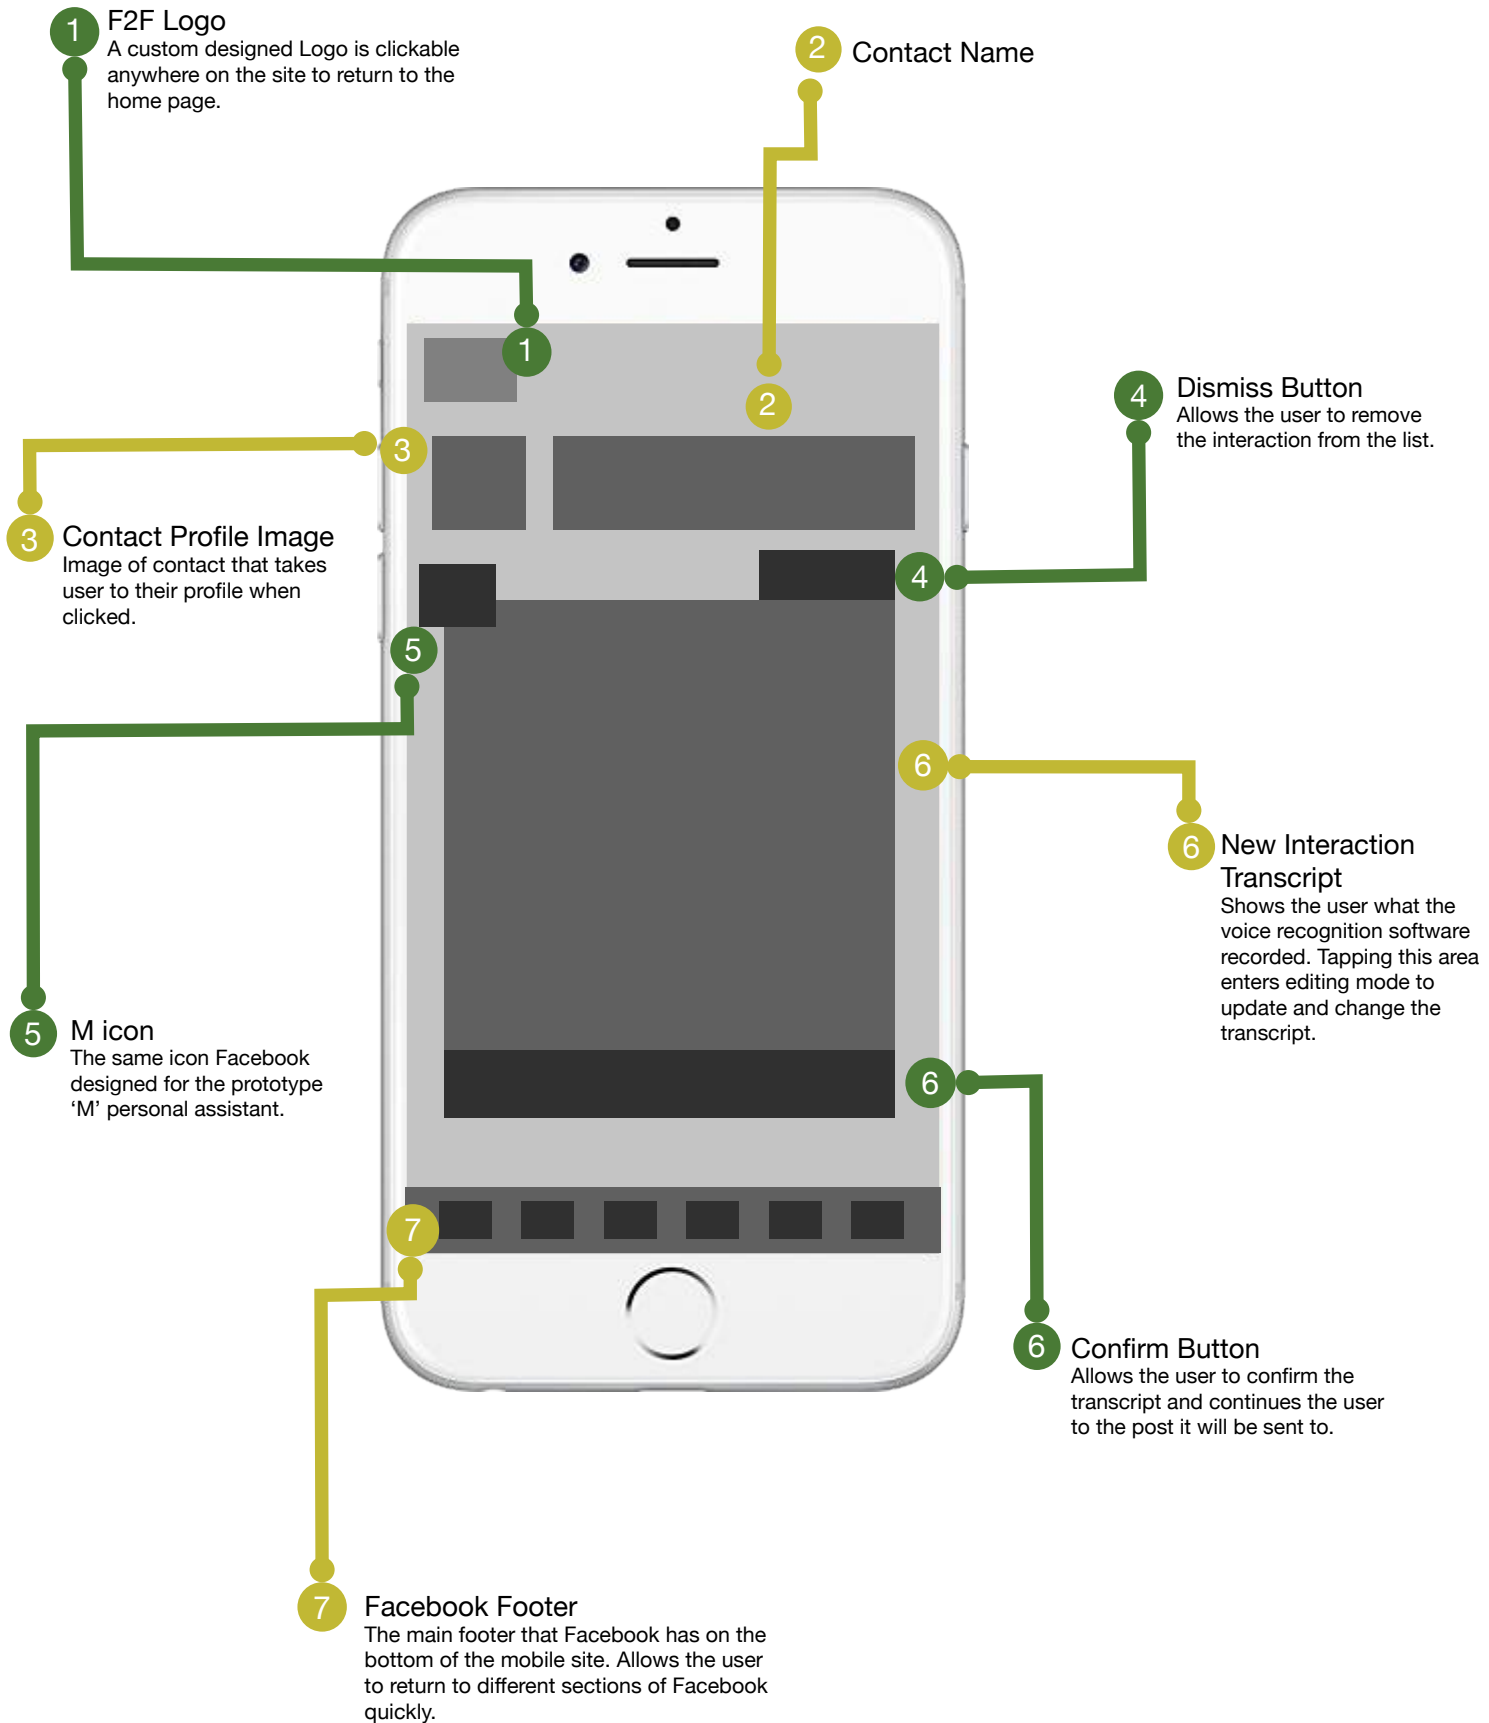 1
F2F Logo
A custom designed Logo is clickable
anywhere on the site to return to the
home page.
2
Contact Name
1
2
3
3
Contact Profile Image
Image of contact that takes
user to their profile when
clicked.
4
Dismiss Button
Allows the user to remove
the interaction from the list.
4
5
5
M icon
The same icon Facebook
designed for the prototype
‘M’ personal assistant.
6
6
New Interaction
Transcript
Shows the user what the
voice recognition software
recorded. Tapping this area
enters editing mode to
update and change the
transcript.
6
6
Confirm Button
Allows the user to confirm the
transcript and continues the user
to the post it will be sent to.
7
7
Facebook Footer
The main footer that Facebook has on the
bottom of the mobile site. Allows the user
to return to different sections of Facebook
quickly.